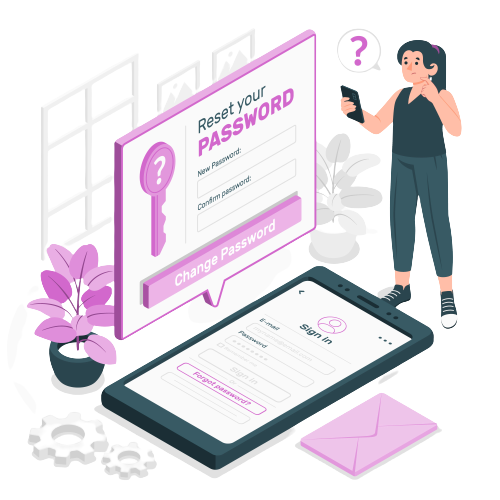 ?
Reset your
PASSWORD
?
New Password:
Confirm password:
Change Password
E-mail
Sign in
Password
********
Sign in
Forgot password?